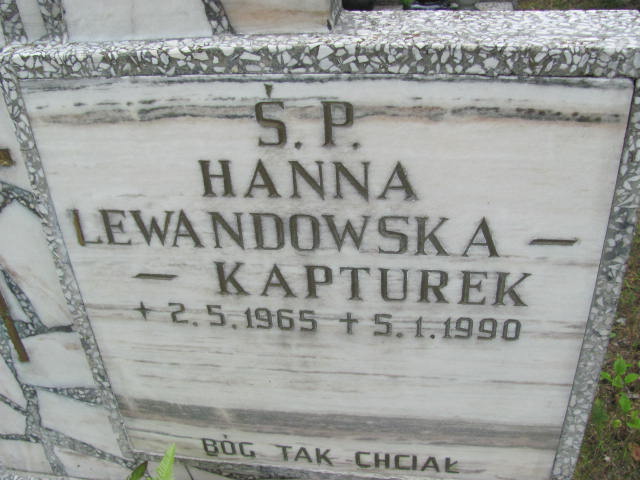 Ś.P.
HANNA
LEWANDOWSKA –
– KAPTUREK
+ 2.5.1965 + 5.1.1990
BÓG TAK CHCIAŁ